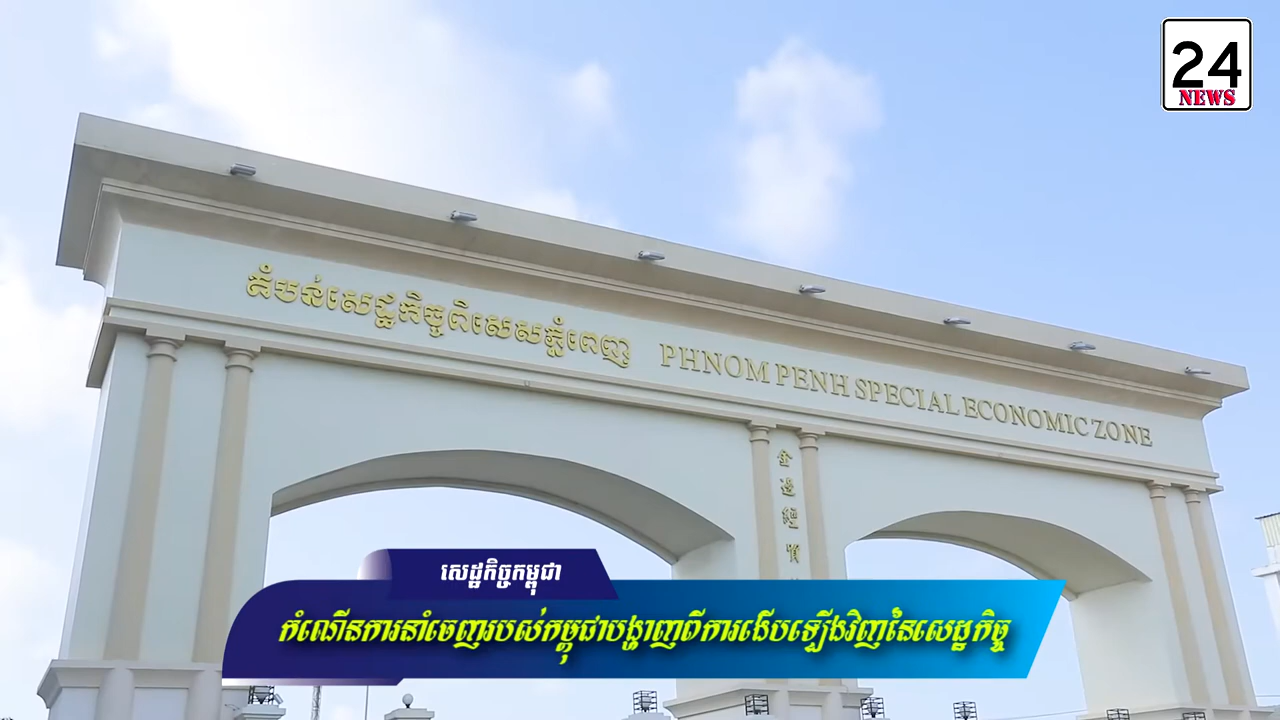 24
NEWS
តំបន់សេដ្ឋកិច្ចពិសេសភ្នំពេញ PHNOM PENH SPECIAL ECONOMIC ZONE
金
边
经
សេដ្ឋកិច្ចកម្ពុជា
កំណើនការនាំចេញរបស់កម្ពុជាបង្ហាញពីការងើបឡើងវិញនៃសេដ្ឋកិច្ច